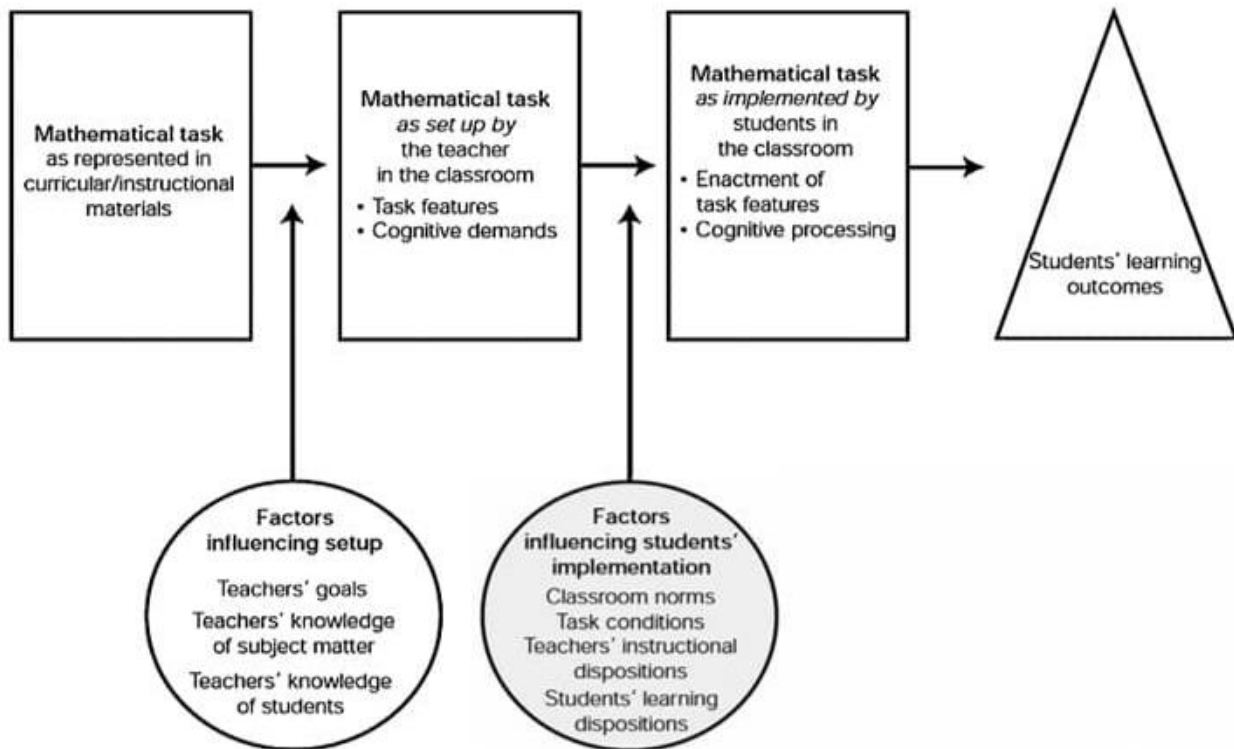 Mathematical task
as represented in
curricular/instructional
materials
Mathematical task
as set up by
the teacher
in the classroom
• Task features
• Cognitive demands
Mathematical task
as implemented by
students in
the classroom
• Enactment of
task features
• Cognitive processing
Students’ learning
outcomes
Factors
influencing setup
Teachers’ goals
Teachers’ knowledge
of subject matter
Teachers’ knowledge
of students
Factors
influencing students’
implementation
Classroom norms
Task conditions
Teachers’ instructional
dispositions
Students’ learning
dispositions